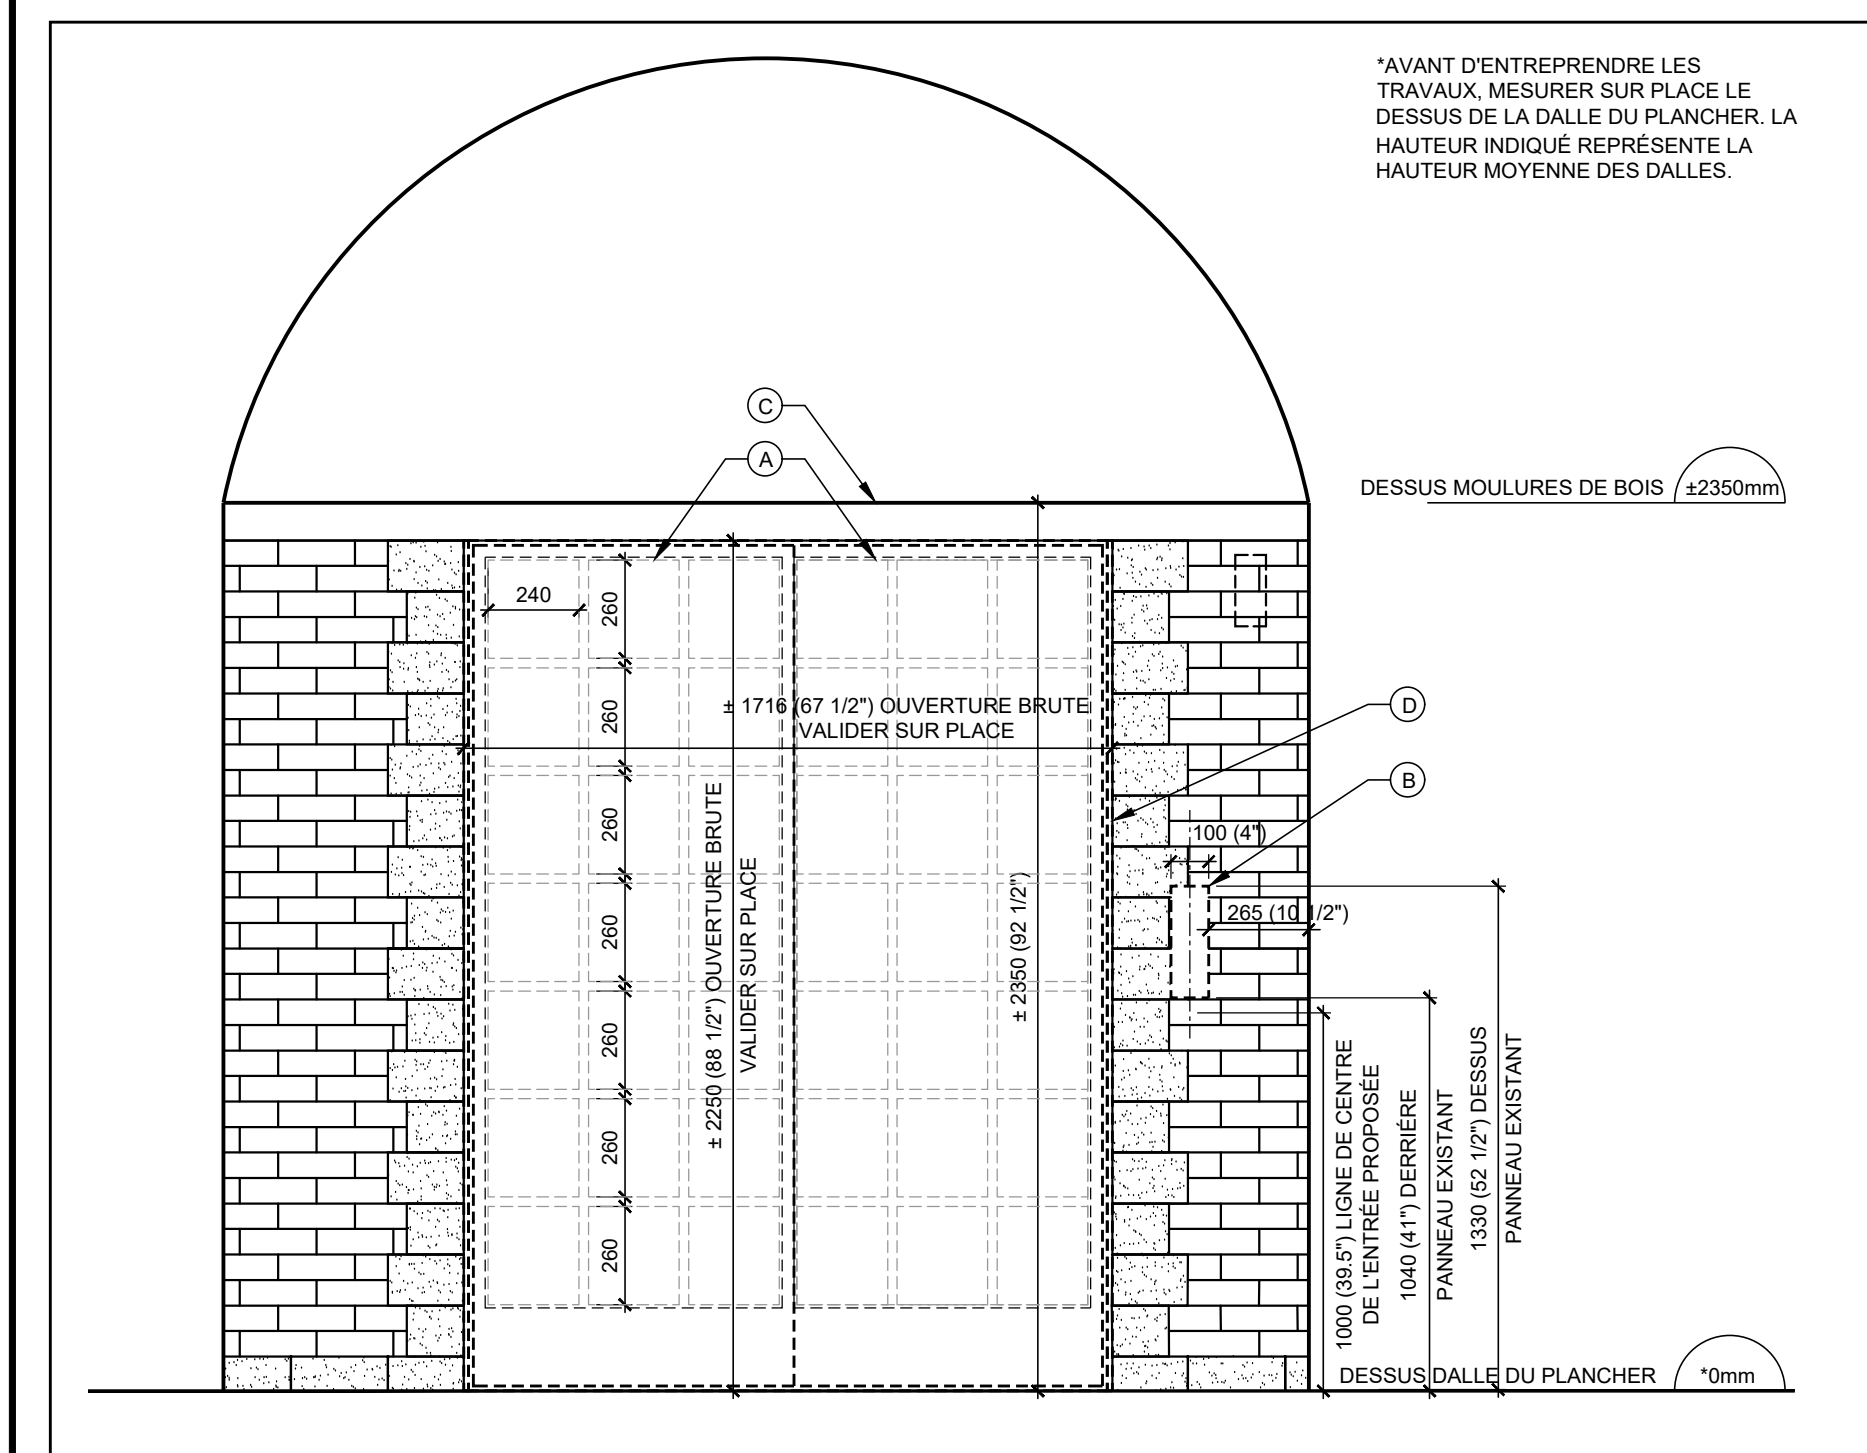 *AVANT D'ENTREPRENDRE LES
TRAVAUX, MESURER SUR PLACE LE
DESSUS DE LA DALLE DU PLANCHER. LA
HAUTEUR INDIQUÉ REPRÉSENTE LA
HAUTEUR MOYENNE DES DALLES.
C
A
DESSUS MOULURES DE BOIS
±2350mm
240
260
260
260
260
260
260
260
± 1716 (67 1/2") OUVERTURE BRUTE
VALIDER SUR PLACE
± 2250 (88 1/2") OUVERTURE BRUTE
VALIDER SUR PLACE
± 2350 (92 1/2")
D
B
100 (4")
265 (10 1/2")
1000 (39.5") LIGNE DE CENTRE
DE L'ENTRÉE PROPOSÉE
1040 (41") DERRIÉRE
PANNEAU EXISTANT
1330 (52 1/2") DESSUS
PANNEAU EXISTANT
DESSUS DALLE DU PLANCHER
*0mm